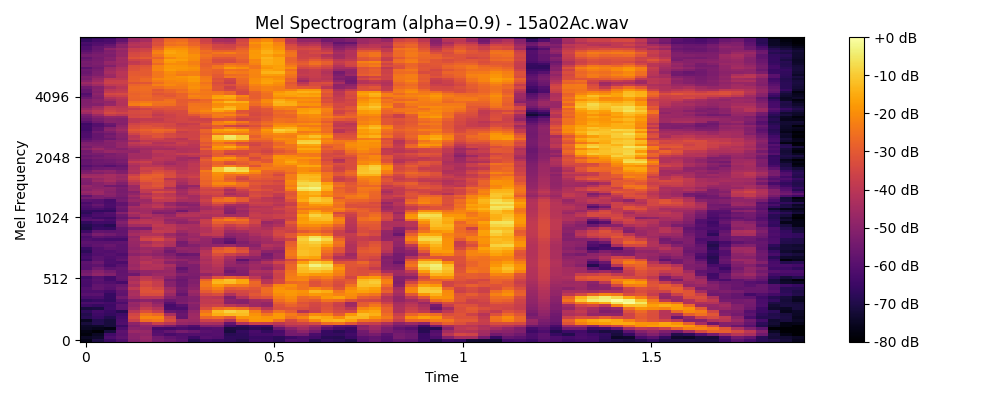 Mel Spectrogram (alpha=0.9) - 15a02Ac.wav
Mel Frequency
4096
2048
1024
512
0
0
0.5
1
1.5
Time
+0 dB
-10 dB
-20 dB
-30 dB
-40 dB
-50 dB
-60 dB
-70 dB
-80 dB